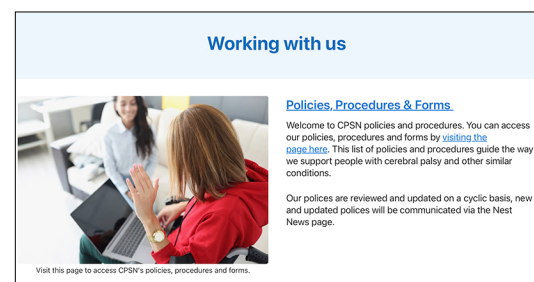 Working with us
Policies, Procedures & Forms
Welcome to CPSN policies and procedures. You can access
our policies, procedures and forms by visiting the
page here. This list of policies and procedures guide the way
we support people with cerebral palsy and other similar
conditions.
Our polices are reviewed and updated on a cyclic basis, new
and updated polices will be communicated via the Nest
News page.
Visit this page to access CPSN's policies, procedures and forms.